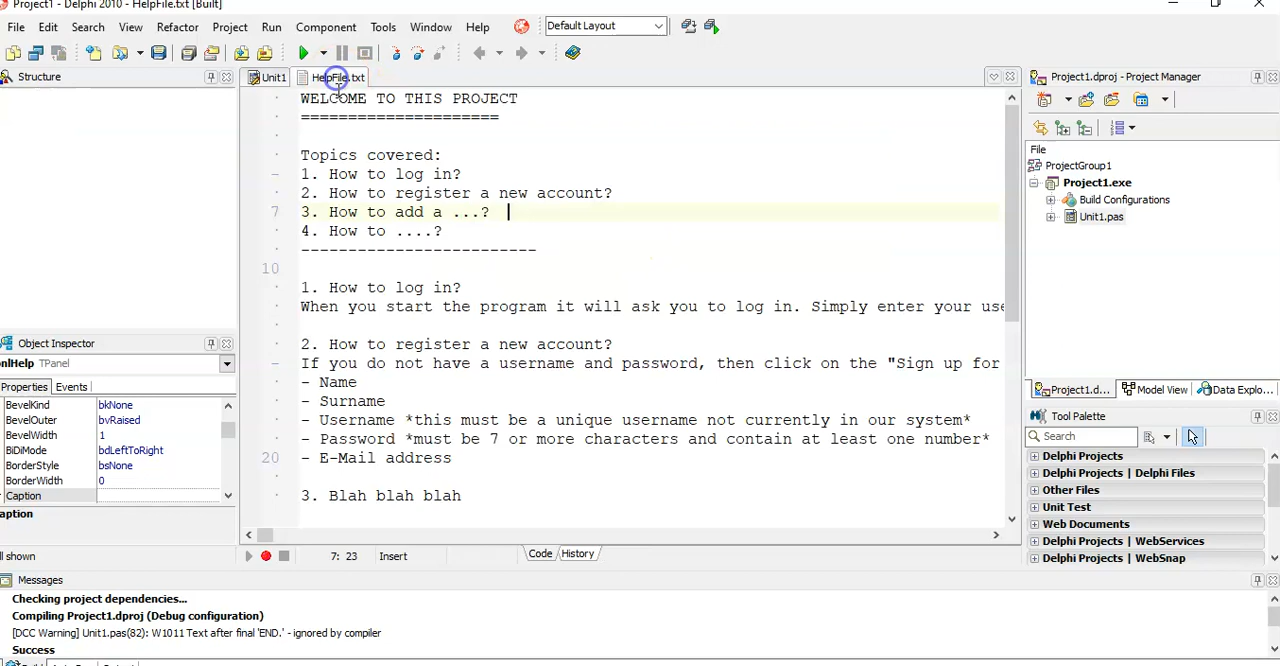 Project1 - Delphi 2010 - HelpFile.txt [Built]
File Edit Search View Refactor Project Run Component Tools Window Help Default Layout
Structure
Unit1 HelpFile.txt
Project1.dproj - Project Manager
WELCOME TO THIS PROJECT
=====================
Topics covered:
1. How to log in?
2. How to register a new account?
7 3. How to add a ...?
4. How to ....?
-------------------------
10
1. How to log in?
When you start the program it will ask you to log in. Simply enter your use
2. How to register a new account?
If you do not have a username and password, then click on the "Sign up for
- Name
- Surname
- Username *this must be a unique username not currently in our system*
- Password *must be 7 or more characters and contain at least one number*
20 - E-Mail address
3. Blah blah blah
7: 23 Insert Code History
File
ProjectGroup1
Project1.exe
Build Configurations
Unit1.pas
Project1.d... Model View Data Explo...
Tool Palette
Search
Delphi Projects
Delphi Projects | Delphi Files
Other Files
Unit Test
Web Documents
Delphi Projects | WebServices
Delphi Projects | WebSnap
Object Inspector
nlHelp TPanel
Properties Events
BevelKind bkNone
BevelOuter bvRaised
BevelWidth 1
BiDiMode bdLeftToRight
BorderStyle bsNone
BorderWidth 0
Caption
aption
ll shown
Messages
Checking project dependencies...
Compiling Project1.dproj (Debug configuration)
[DCC Warning] Unit1.pas(82): W1011 Text after final 'END.' - ignored by compiler
Success